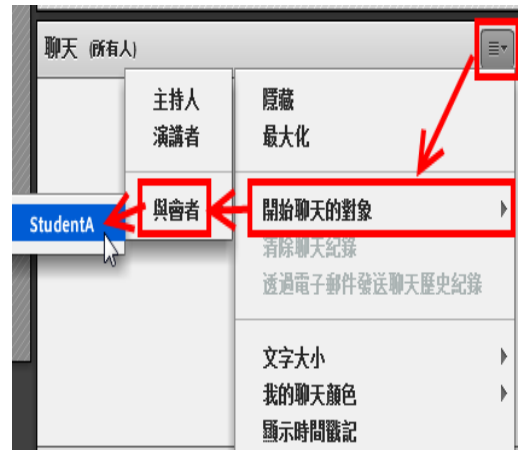 聊天 (所有人)
主持人
演講者
與會者
StudentA
隱藏
最大化
開始聊天的對象
清除聊天紀錄
透過電子郵件發送聊天歷史紀錄
文字大小
我的聊天顏色
顯示時間戳記